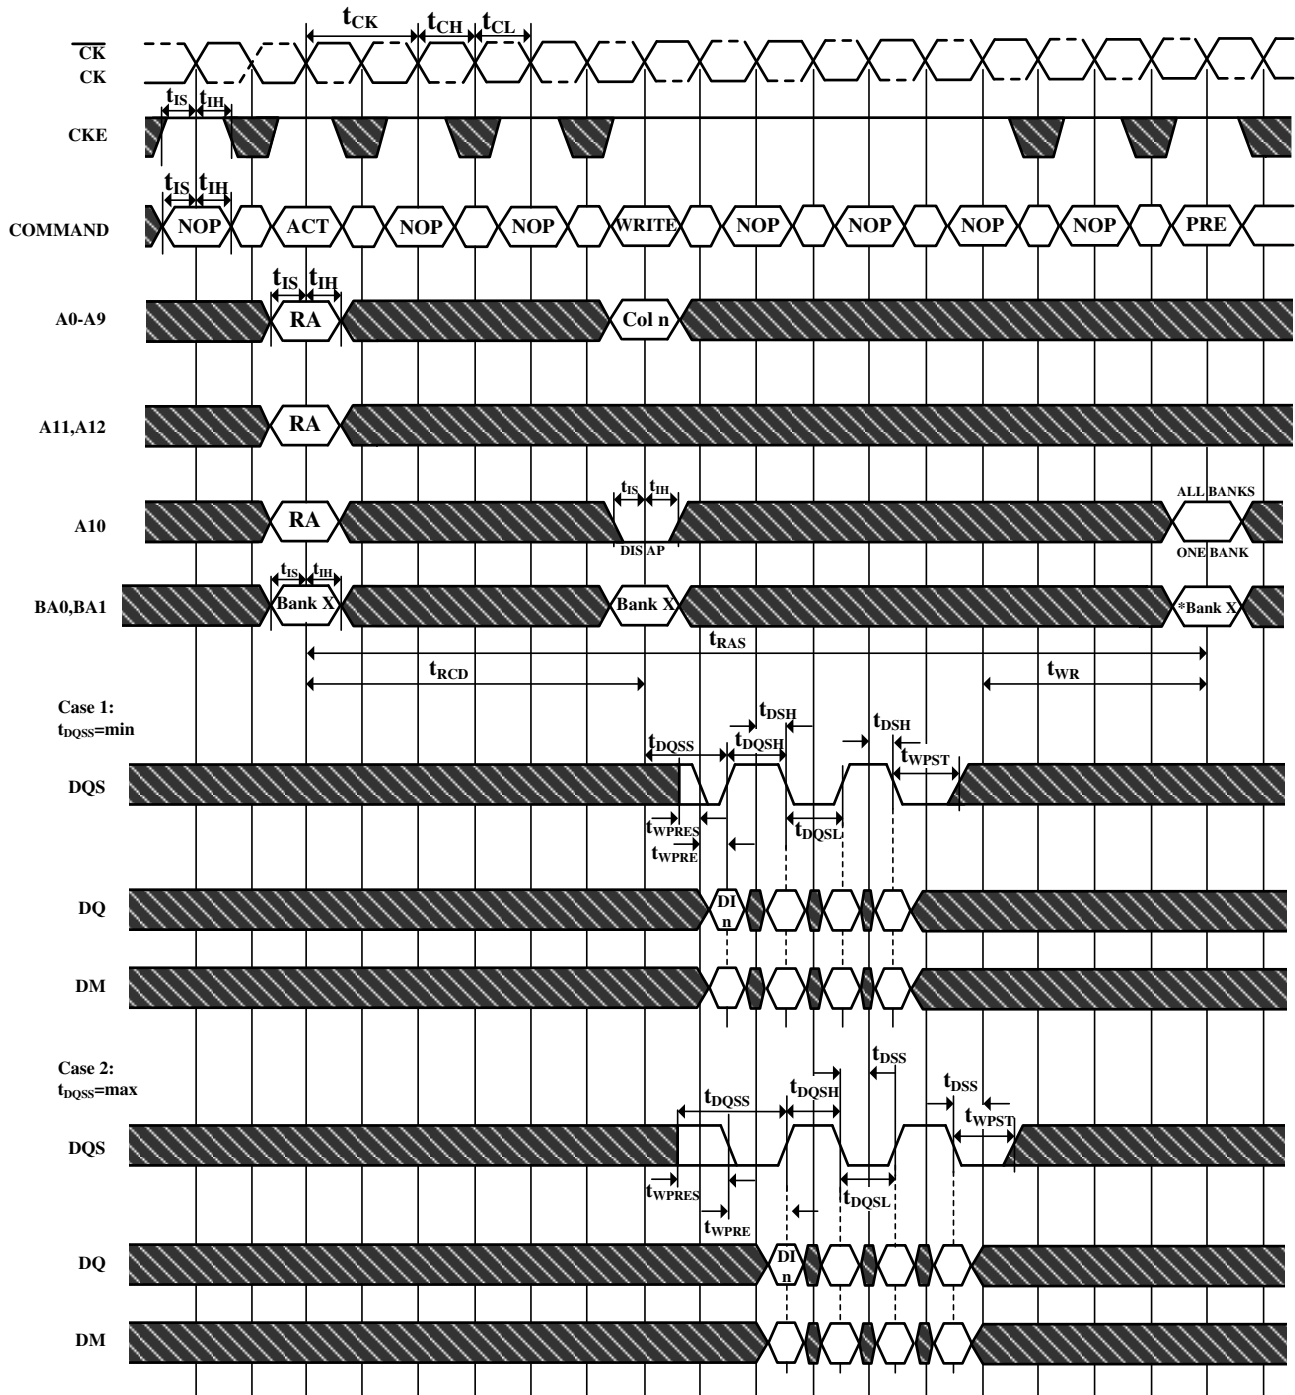 tCK tCH tCL
CK
CK
tIS tIH
CKE
tIS tIH
COMMAND NOP ACT NOP NOP WRITE NOP NOP NOP NOP PRE
tIS tIH
A0-A9 RA Col n
A11,A12 RA
tIS tIH ALL BANKS
A10 RA
DIS AP ONE BANK
tIS tIH
BA0,BA1 Bank X Bank X *Bank X
tRAS
tRCD tWR
Case 1:
tDQSS=min
tDSH tDSH
tDQSS tDQSH tWPST
DQS
tWPRES tDQSL
tWPRE
DQ DI
n
DM
Case 2:
tDQSS=max
tDSS tDSS
tDQSS tDQSH tWPST
DQS
tWPRES tDQSL
tWPRE
DQ DI
n
DM